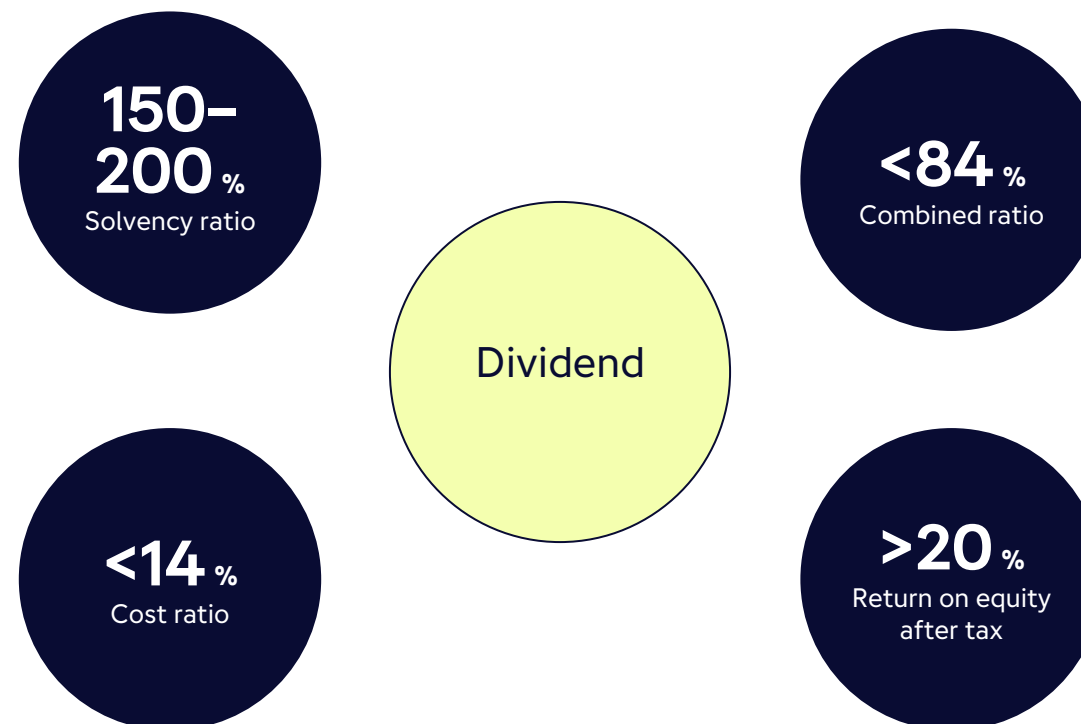 150–
200 %
Solvency ratio
<84 %
Combined ratio
Dividend
<14 %
Cost ratio
>20 %
Return on equity
after tax